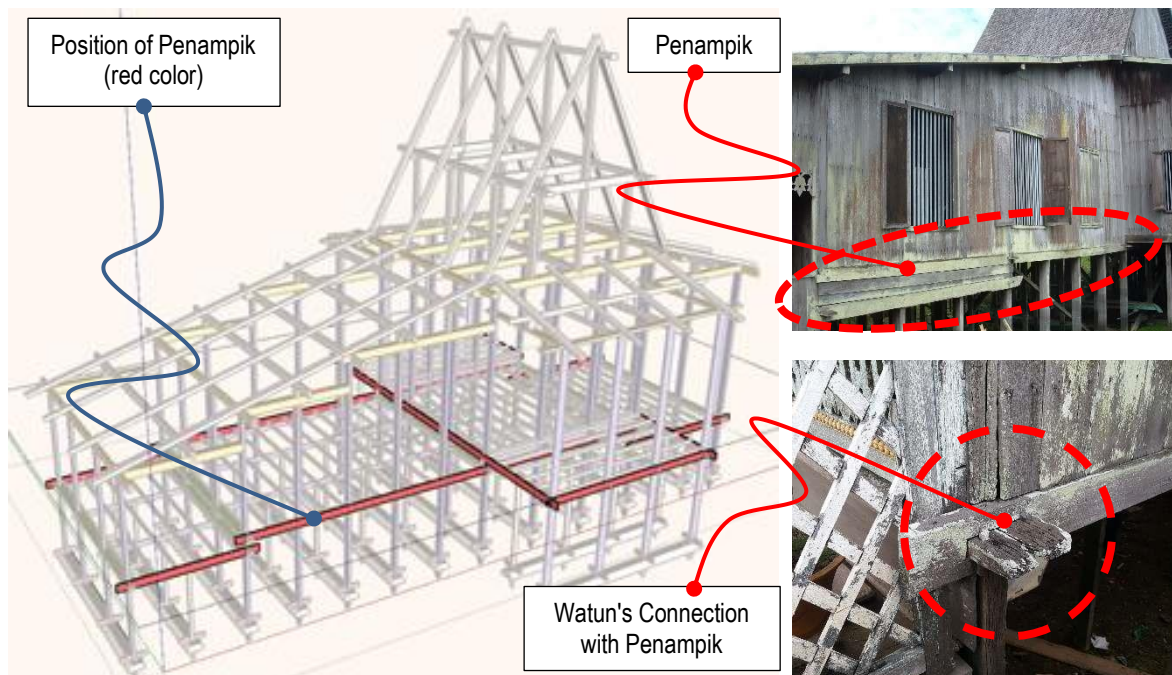 Position of Penampik
(red color)
Penampik
Watun's Connection
with Penampik